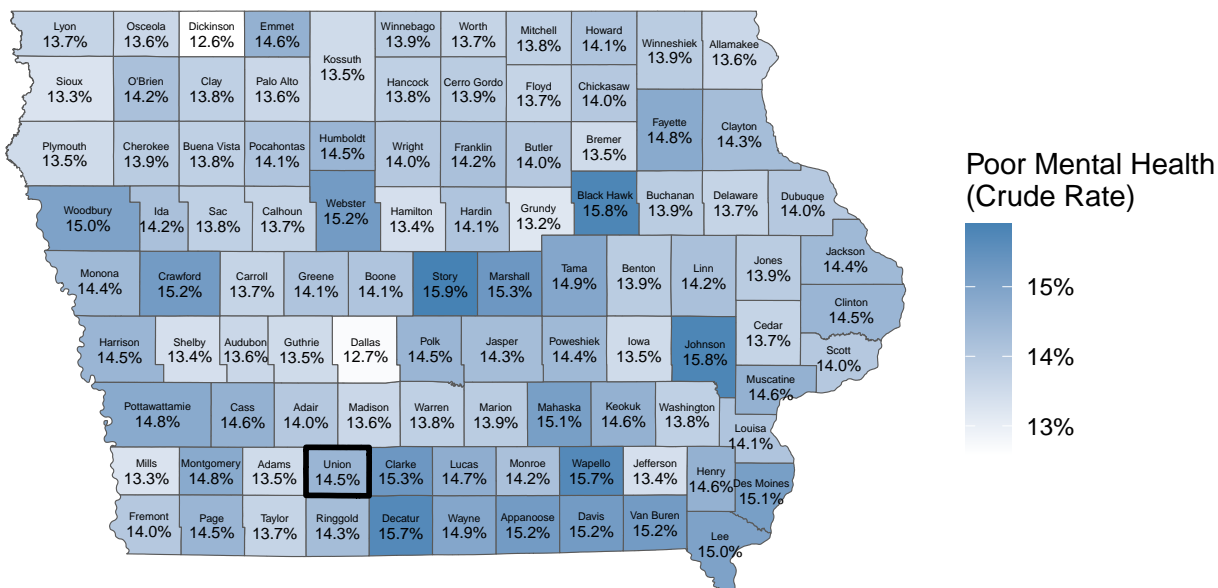 Lyon
13.7%
Osceola
13.6%
Dickinson
12.6%
Emmet
14.6%
Kossuth
13.5%
Winnebago
13.9%
Worth
13.7%
Mitchell
13.8%
Howard
14.1%
Winneshiek
13.9%
Allamakee
13.6%
Sioux
13.3%
O'Brien
14.2%
Clay
13.8%
Palo Alto
13.6%
Hancock
13.8%
Cerro Gordo
13.9%
Floyd
13.7%
Chickasaw
14.0%
Fayette
14.8%
Clayton
14.3%
Plymouth
13.5%
Cherokee
13.9%
Buena Vista
13.8%
Pocahontas
14.1%
Humboldt
14.5%
Wright
14.0%
Franklin
14.2%
Butler
14.0%
Bremer
13.5%
Woodbury
15.0%
Ida
14.2%
Sac
13.8%
Calhoun
13.7%
Webster
15.2%
Hamilton
13.4%
Hardin
14.1%
Grundy
13.2%
Black Hawk
15.8%
Buchanan
13.9%
Delaware
13.7%
Dubuque
14.0%
Monona
14.4%
Crawford
15.2%
Carroll
13.7%
Greene
14.1%
Boone
14.1%
Story
15.9%
Marshall
15.3%
Tama
14.9%
Benton
13.9%
Linn
14.2%
Jones
13.9%
Jackson
14.4%
Clinton
14.5%
Harrison
14.5%
Shelby
13.4%
Audubon
13.6%
Guthrie
13.5%
Dallas
12.7%
Polk
14.5%
Jasper
14.3%
Poweshiek
14.4%
Iowa
13.5%
Johnson
15.8%
Cedar
13.7%
Scott
14.0%
Muscatine
14.6%
Pottawattamie
14.8%
Cass
14.6%
Adair
14.0%
Madison
13.6%
Warren
13.8%
Marion
13.9%
Mahaska
15.1%
Keokuk
14.6%
Washington
13.8%
Louisa
14.1%
Mills
13.3%
Montgomery
14.8%
Adams
13.5%
Union
14.5%
Clarke
15.3%
Lucas
14.7%
Monroe
14.2%
Wapello
15.7%
Jefferson
13.4%
Henry
14.6%
Des Moines
15.1%
Fremont
14.0%
Page
14.5%
Taylor
13.7%
Ringgold
14.3%
Decatur
15.7%
Wayne
14.9%
Appanoose
15.2%
Davis
15.2%
Van Buren
15.2%
Lee
15.0%
Poor Mental Health
(Crude Rate)
15%
14%
13%